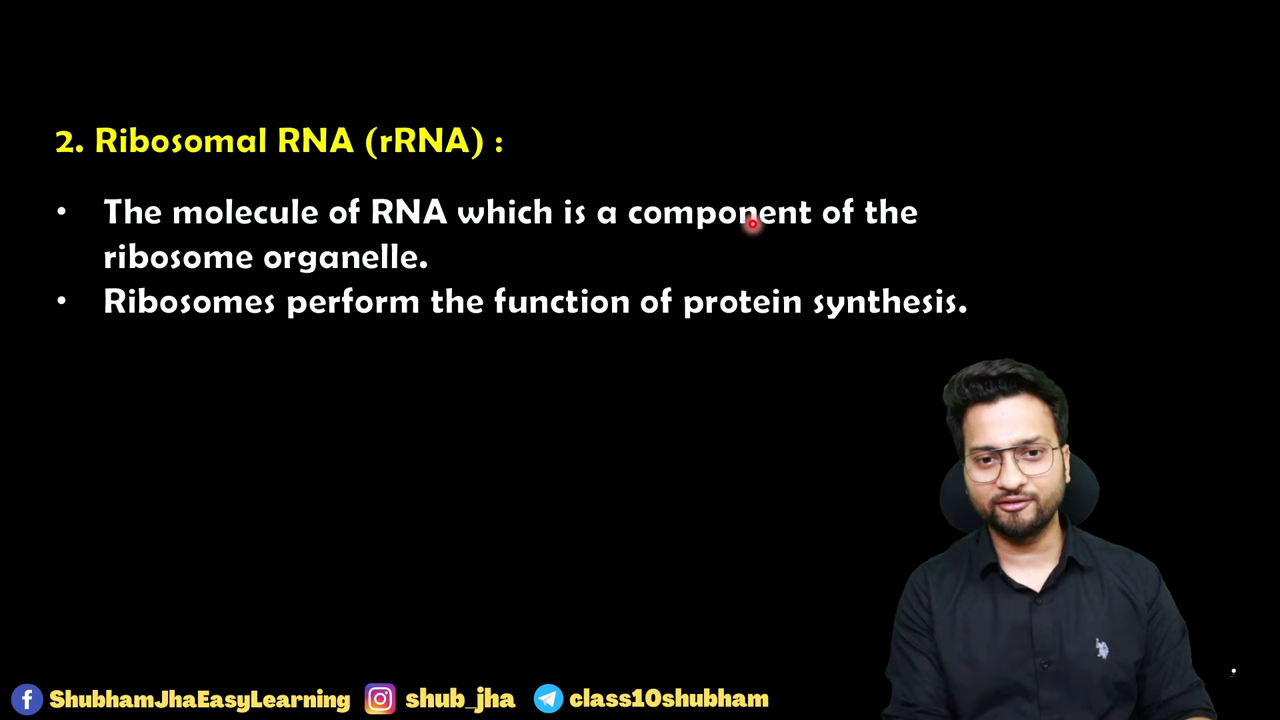 2. Ribosomal RNA (rRNA) :
• The molecule of RNA which is a component of the
ribosome organelle.
• Ribosomes perform the function of protein synthesis.
ShubhamJhaEasyLearning shub_jha class10shubham